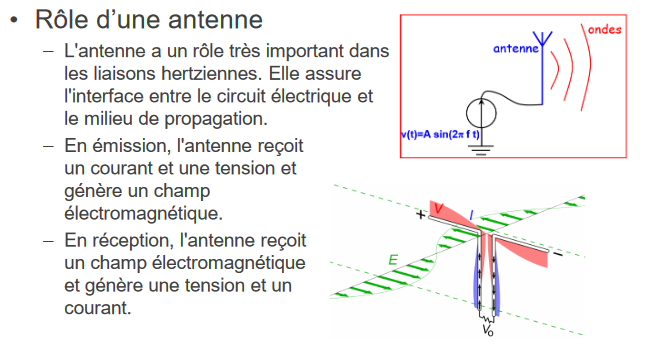 • Rôle d’une antenne
– L'antenne a un rôle très important dans
les liaisons hertziennes. Elle assure
l'interface entre le circuit électrique et
le milieu de propagation.
– En émission, l'antenne reçoit
un courant et une tension et
génère un champ
électromagnétique.
– En réception, l'antenne reçoit
un champ électromagnétique
et génère une tension et un
courant.
ondes
antenne
v(t)=A sin(2π f t)
V
I
+
–
E
V₀